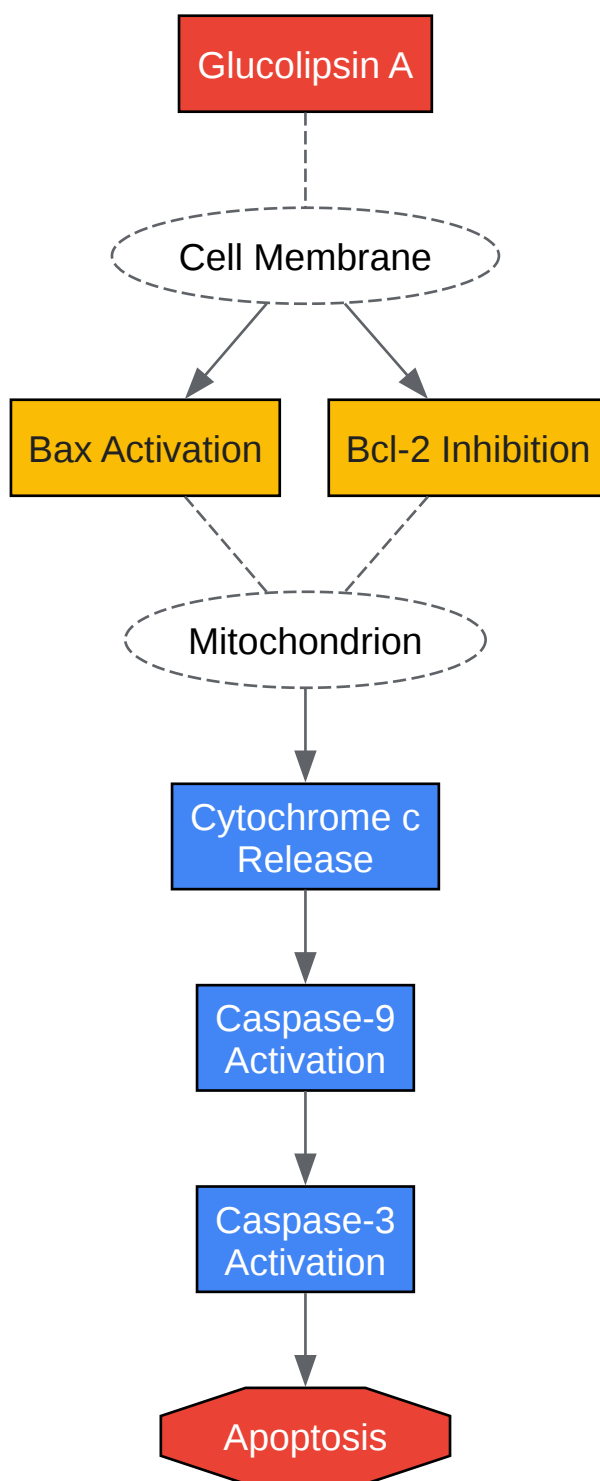 Glucolipsin A
Cell Membrane
Bax Activation
Bcl-2 Inhibition
Mitochondrion
Cytochrome c
Release
Caspase-9
Activation
Caspase-3
Activation
Apoptosis